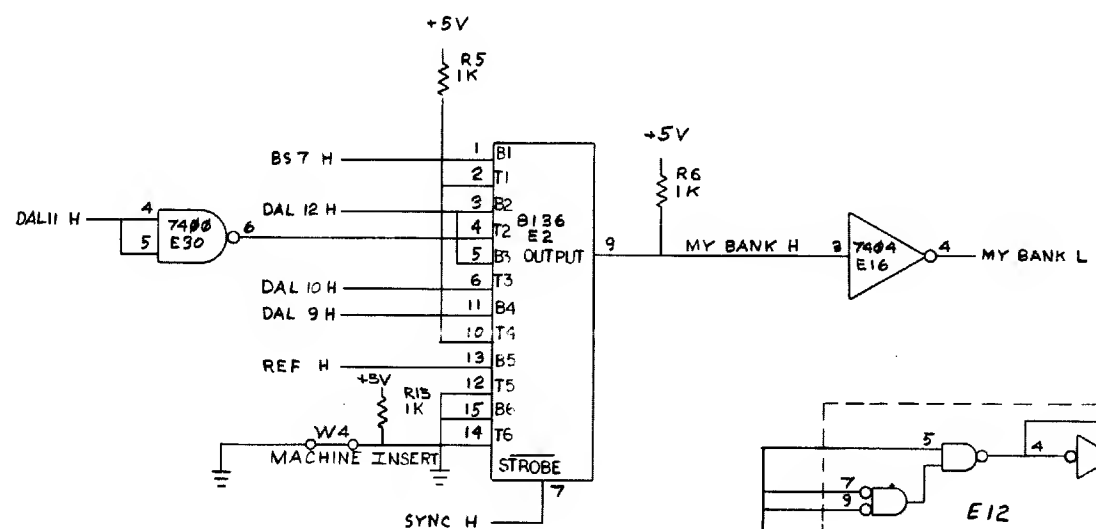 +5V
R5
1K
BS 7 H
1 B1
2 T1
DAL 12 H
3 B2
DAL11 H
4
5
7400
E30
6
4 T2
5 B3
8136
E2
OUTPUT
9
+5V
R6
1K
MY BANK H
3
7404
E16
4
MY BANK L
DAL 10 H
6 T3
DAL 9 H
11 B4
10 T4
REF H
13 B5
+5V
R13
1K
12 T5
15 B6
14 T6
W4
MACHINE INSERT
STROBE
7
SYNC H
5
4
7
9
E12